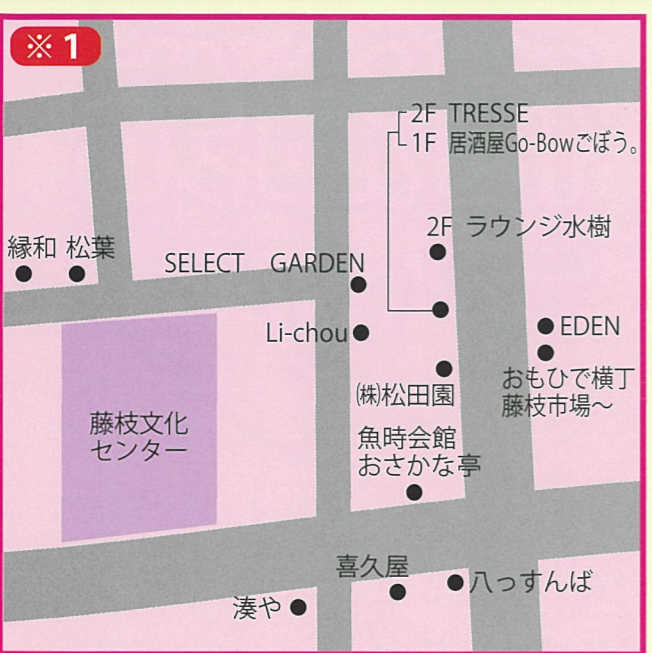 ※1
2F TRESSE
1F 居酒屋Go-Bowごぼう。
2F ラウンジ水樹
縁和
松葉
SELECT GARDEN
Li-chou
EDEN
おもひで横丁
藤枝市場～
㈱松田園
藤枝文化
センター
魚時会館
おさかな亭
喜久屋
八っすんば
湊や